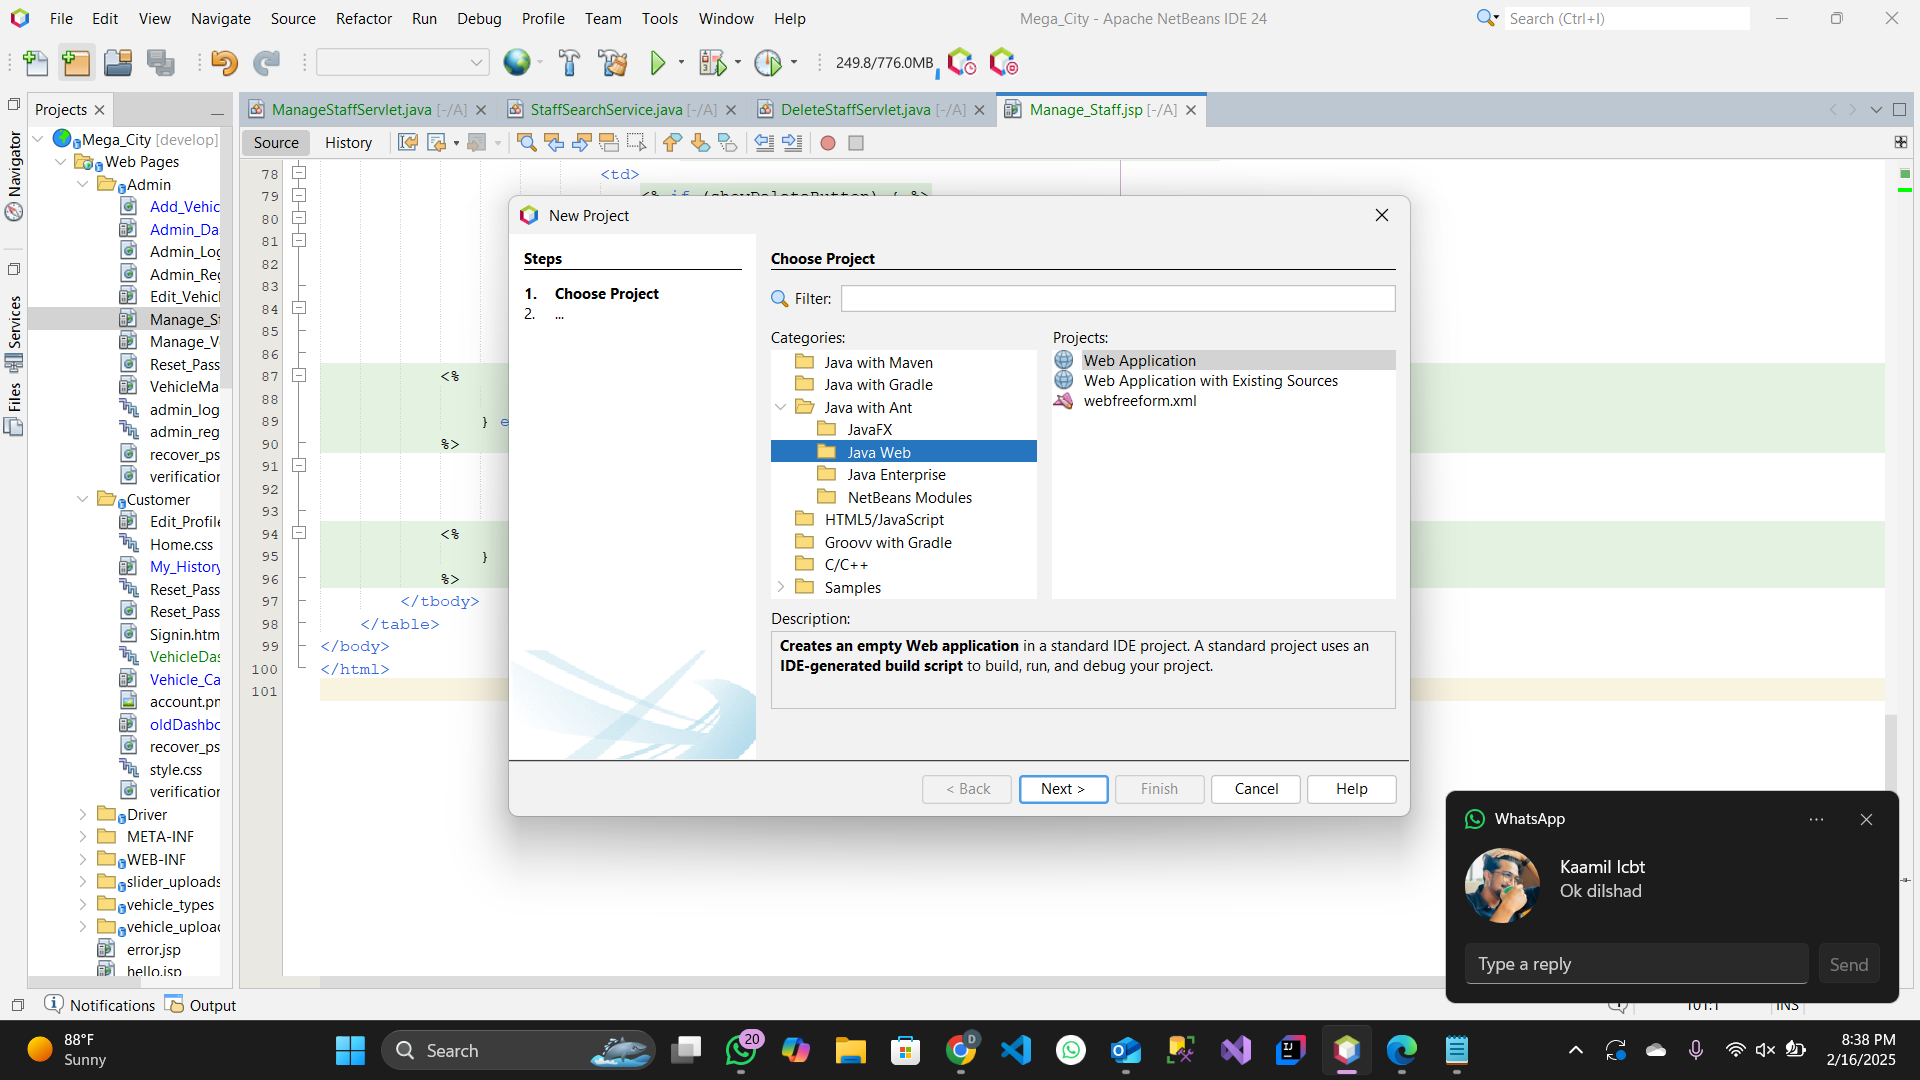 File Edit View Navigate Source Refactor Run Debug Profile Team Tools Window Help
Mega_City - Apache NetBeans IDE 24
Search (Ctrl+I)
249.8/776.0MB
Projects
ManageStaffServlet.java [-/A]
StaffSearchService.java [-/A]
DeleteStaffServlet.java [-/A]
Manage_Staff.jsp [-/A]
Source History
Navigator
Services
Files
Mega_City [develop]
Web Pages
Admin
Add_Vehic
Admin_Da
Admin_Log
Admin_Reg
Edit_Vehicl
Manage_St
Manage_V
Reset_Pass
VehicleMa
admin_log
admin_reg
recover_ps
verification
Customer
Edit_Profile
Home.css
My_History
Reset_Pass
Reset_Pass
Signin.htm
VehicleDas
Vehicle_Ca
account.pn
oldDashbo
recover_ps
style.css
verification
Driver
META-INF
WEB-INF
slider_uploads
vehicle_types
vehicle_upload
error.jsp
hello.jsp
78 <td>
79 <% if (showDeleteButton) { %>
80
81
82
83
84
85
86
87 <%
88
89 } e
90 %>
91
92
93
94 <%
95 }
96 %>
97 </tbody>
98 </table>
99 </body>
100 </html>
101
New Project
Steps
1. Choose Project
2. ...
Choose Project
Filter:
Categories:
Java with Maven
Java with Gradle
Java with Ant
JavaFX
Java Web
Java Enterprise
NetBeans Modules
HTML5/JavaScript
Groovy with Gradle
C/C++
Samples
Projects:
Web Application
Web Application with Existing Sources
webfreeform.xml
Description:
Creates an empty Web application in a standard IDE project. A standard project uses an
IDE-generated build script to build, run, and debug your project.
< Back Next > Finish Cancel Help
WhatsApp
Kaamil Icbt
Ok dilshad
Type a reply
Send
Notifications Output
101:1 INS
88°F
Sunny
Search
20
D
8:38 PM
2/16/2025